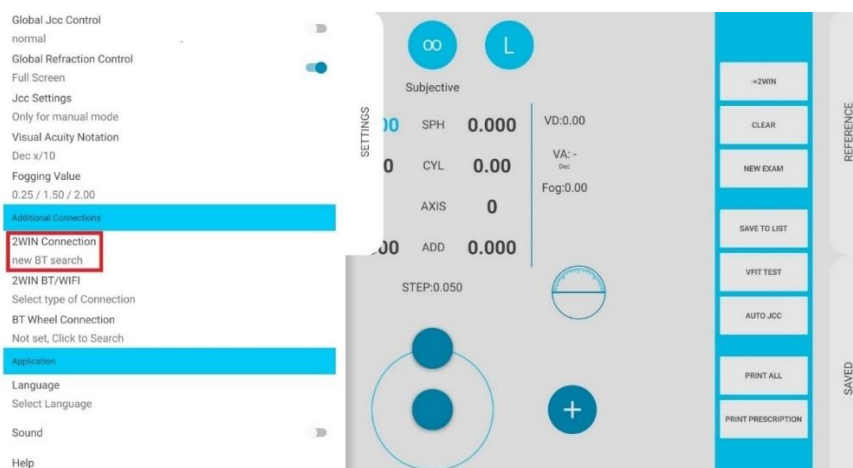 Global Jcc Control
normal
Global Refraction Control
Full Screen
Jcc Settings
Only for manual mode
Visual Acuity Notation
Dec x/10
Fogging Value
0.25 / 1.50 / 2.00
Additional Connections
2WIN Connection
new BT search
2WIN BT/WIFI
Select type of Connection
BT Wheel Connection
Not set, Click to Search
Application
Language
Select Language
Sound
Help
SETTINGS
∞ L
Subjective
00 SPH 0.000 VD:0.00
0 CYL 0.00 VA: -
Dec
Fog:0.00
AXIS 0
00 ADD 0.000
STEP:0.050
+
->2WIN
CLEAR
NEW EXAM
SAVE TO LIST
VFIT TEST
AUTO JCC
PRINT ALL
PRINT PRESCRIPTION
REFERENCE
SAVED